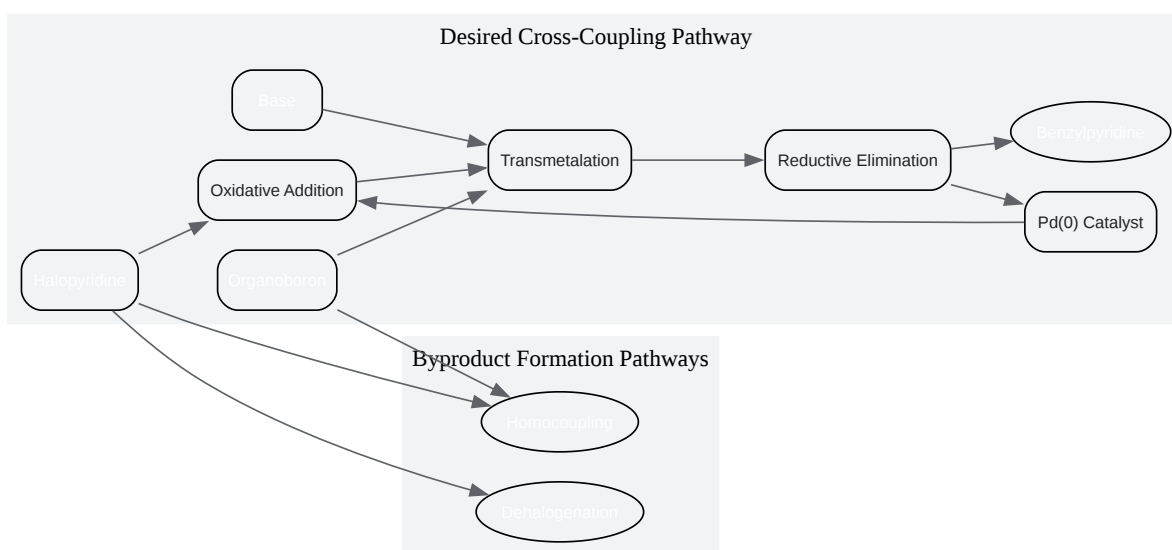 Desired Cross-Coupling Pathway
Base
Benzylpyridine
Transmetalation
Reductive Elimination
Oxidative Addition
Pd(0) Catalyst
Halopyridine
Organoboron
Byproduct Formation Pathways
Homocoupling
Dehalogenation